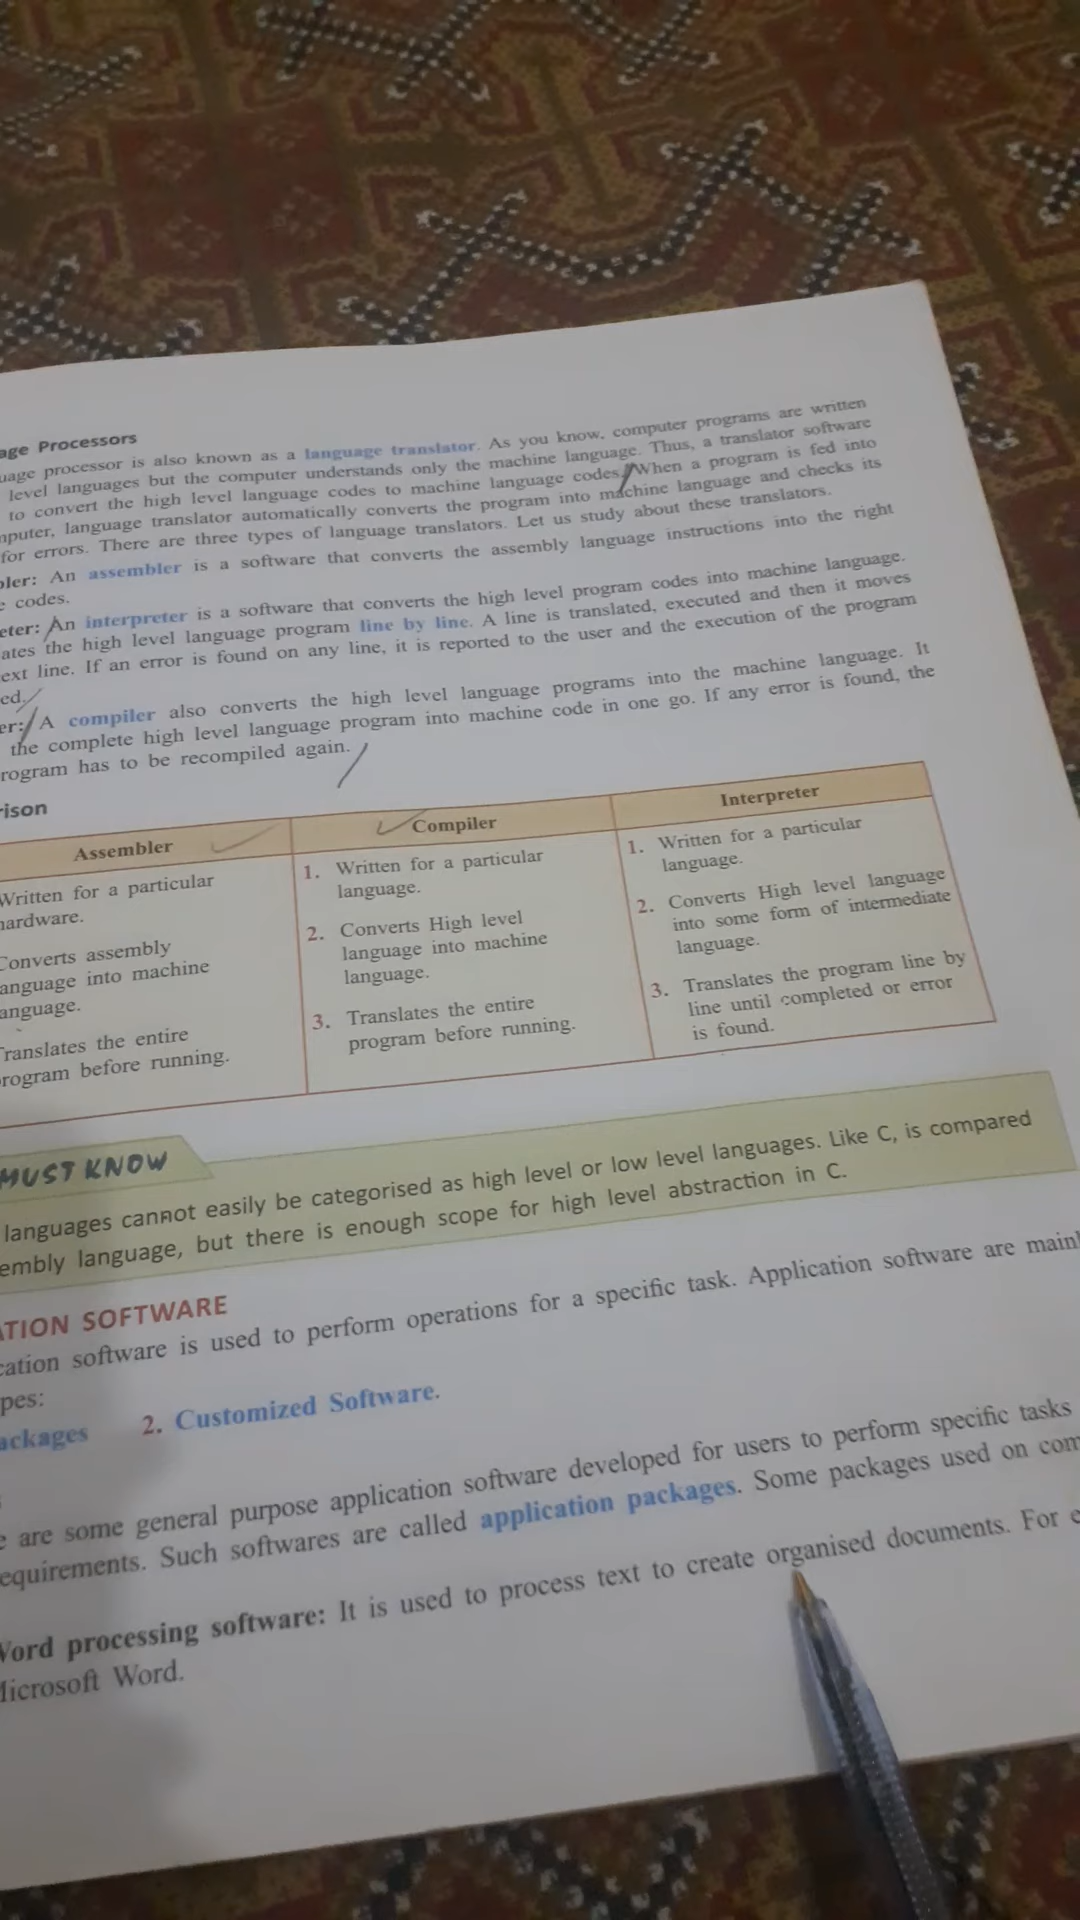 age Processors
uage processor is also known as a language translator. As you know, computer programs are written
level languages but the computer understands only the machine language. Thus, a translator software
to convert the high level language codes to machine language codes. When a program is fed into
mputer, language translator automatically converts the program into machine language and checks its
for errors. There are three types of language translators. Let us study about these translators.
bler: An assembler is a software that converts the assembly language instructions into the right
e codes.
eter: An interpreter is a software that converts the high level program codes into machine language.
ates the high level language program line by line. A line is translated, executed and then it moves
ext line. If an error is found on any line, it is reported to the user and the execution of the program
ed.
er: A compiler also converts the high level language programs into the machine language. It
the complete high level language program into machine code in one go. If any error is found, the
rogram has to be recompiled again.
rison
Assembler
Written for a particular
hardware.
Converts assembly
anguage into machine
anguage.
Translates the entire
rogram before running.
Compiler
1. Written for a particular
language.
2. Converts High level
language into machine
language.
3. Translates the entire
program before running.
Interpreter
1. Written for a particular
language.
2. Converts High level language
into some form of intermediate
language.
3. Translates the program line by
line until completed or error
is found.
MUST KNOW
languages cannot easily be categorised as high level or low level languages. Like C, is compared
embly language, but there is enough scope for high level abstraction in C.
ATION SOFTWARE
cation software is used to perform operations for a specific task. Application software are mainl
pes:
ackages 2. Customized Software.
e are some general purpose application software developed for users to perform specific tasks
equirements. Such softwares are called application packages. Some packages used on com
Word processing software: It is used to process text to create organised documents. For e
Microsoft Word.